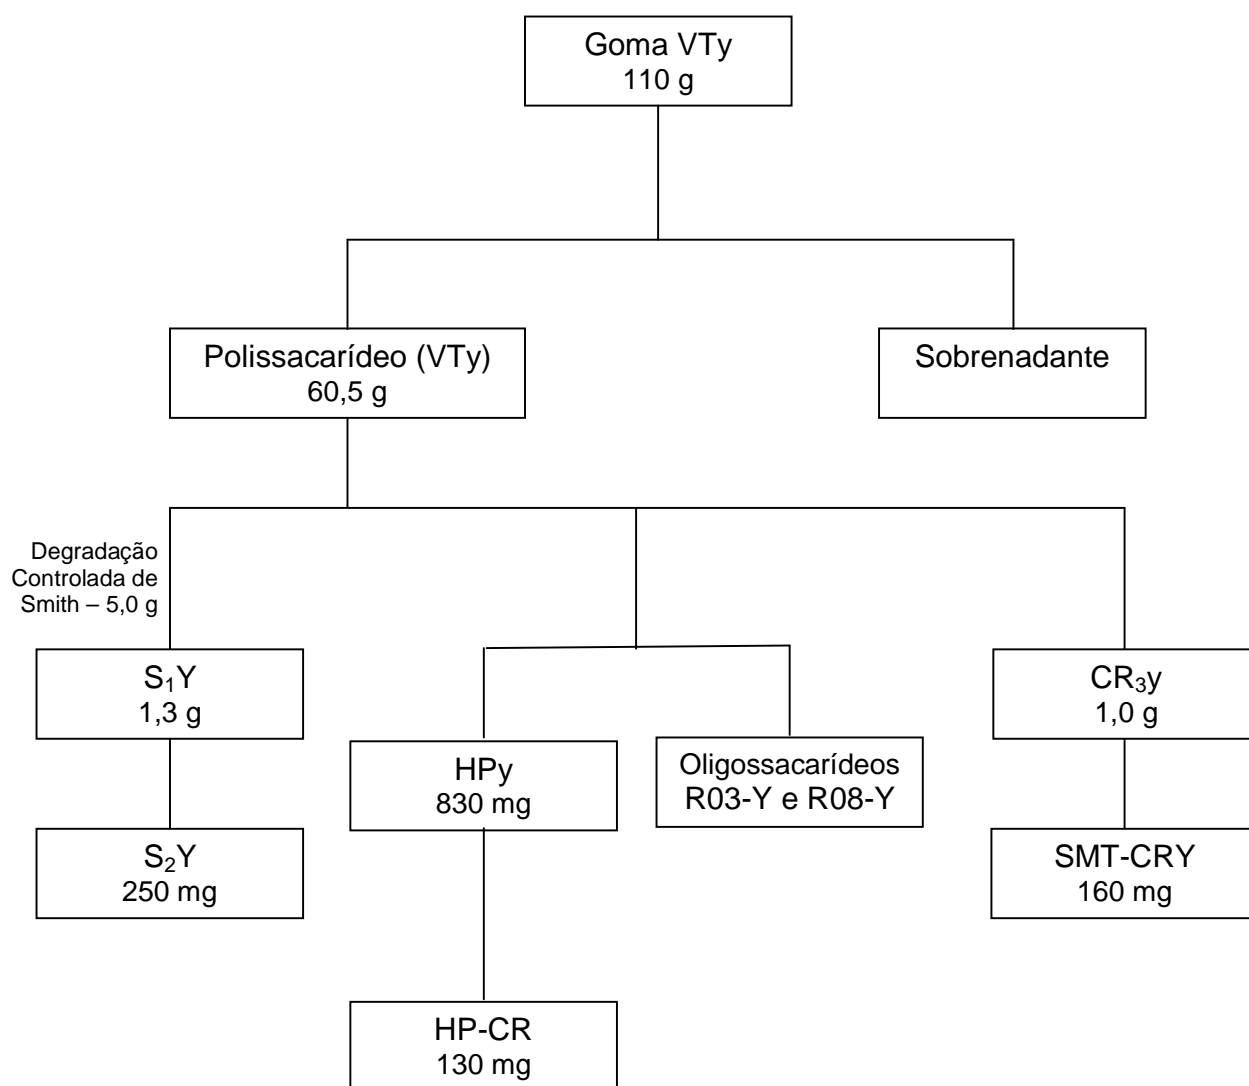 Goma VTy
110 g
Polissacarídeo (VTy)
60,5 g
Sobrenadante
Degradação
Controlada de
Smith – 5,0 g
S₁Y
1,3 g
CR₃y
1,0 g
HPy
830 mg
Oligossacarídeos
R03-Y e R08-Y
S₂Y
250 mg
SMT-CRY
160 mg
HP-CR
130 mg